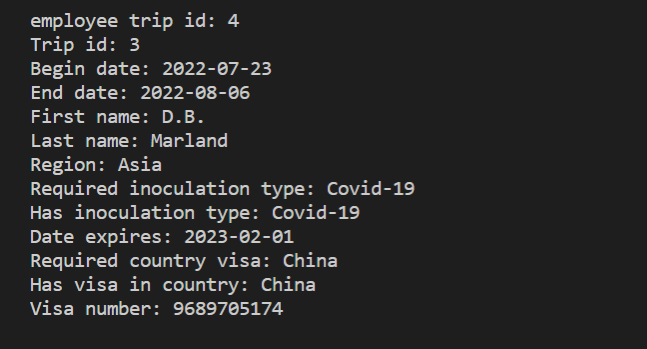 employee trip id: 4
Trip id: 3
Begin date: 2022-07-23
End date: 2022-08-06
First name: D.B.
Last name: Marland
Region: Asia
Required inoculation type: Covid-19
Has inoculation type: Covid-19
Date expires: 2023-02-01
Required country visa: China
Has visa in country: China
Visa number: 9689705174